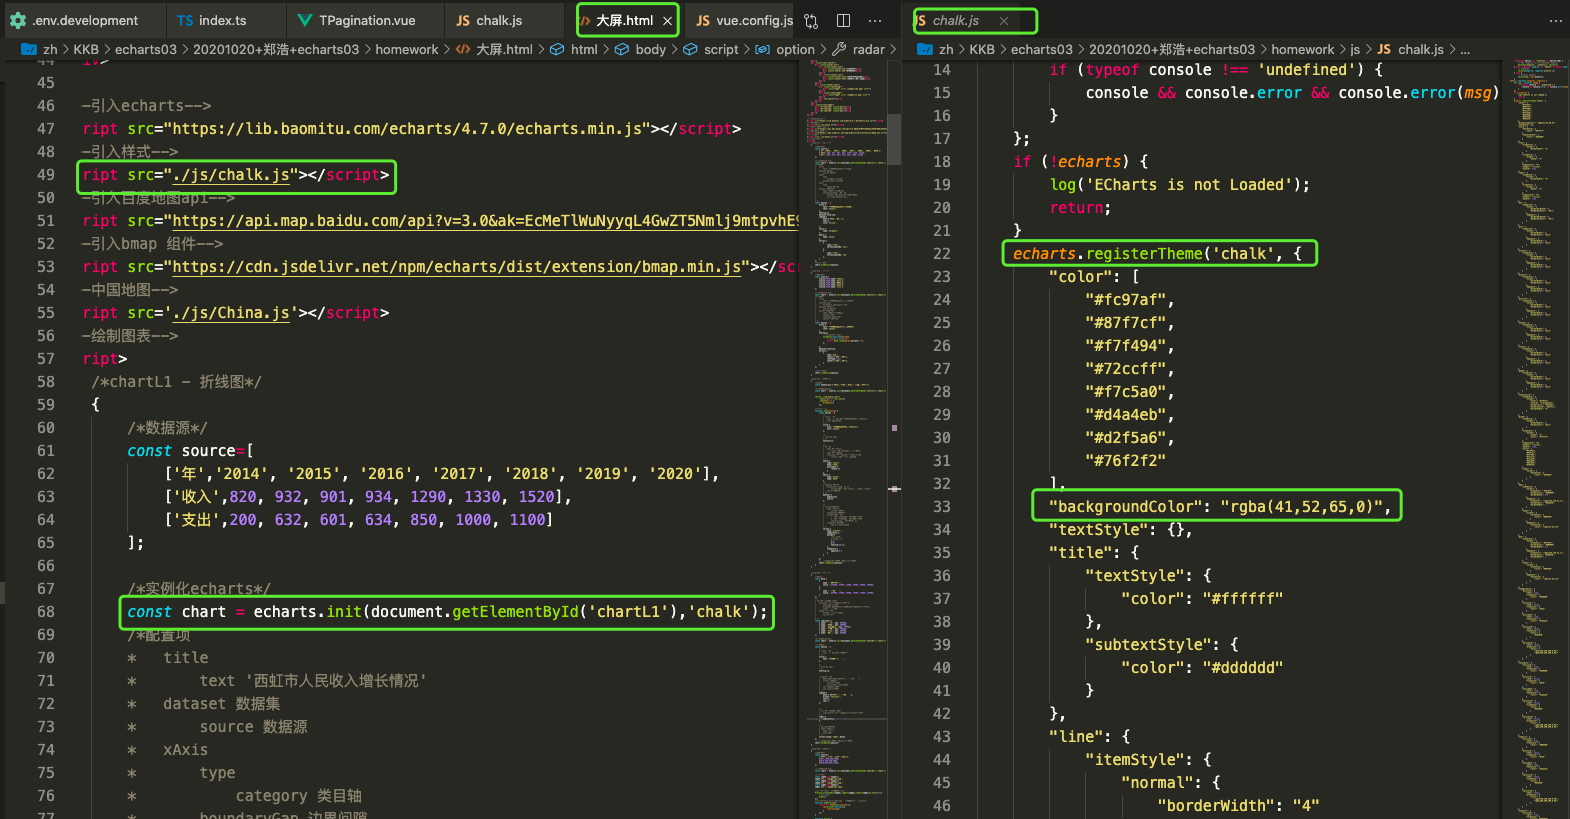 .env.development
TS index.ts
TPagination.vue
JS chalk.js
大屏.html
JS vue.config.js
zh > KKB > echarts03 > 20201020+郑浩+echarts03 > homework > 大屏.html > html > body > script > option > radar >
45
46 —引入echarts-->
47 ript src="https://lib.baomitu.com/echarts/4.7.0/echarts.min.js"></script>
48 —引入样式-->
49 ript src="./js/chalk.js"></script>
50 —引入百度地图api-->
51 ript src="https://api.map.baidu.com/api?v=3.0&ak=EcMeTlWuNyyqL4GwZT5Nmlj9mtpvhE9
52 —引入bmap 组件-->
53 ript src="https://cdn.jsdelivr.net/npm/echarts/dist/extension/bmap.min.js"></scr
54 —中国地图-->
55 ript src='./js/China.js'></script>
56 —绘制图表-->
57 ript>
58 /*chartL1 - 折线图*/
59 {
60 /*数据源*/
61 const source=[
62 ['年','2014', '2015', '2016', '2017', '2018', '2019', '2020'],
63 ['收入',820, 932, 901, 934, 1290, 1330, 1520],
64 ['支出',200, 632, 601, 634, 850, 1000, 1100]
65 ];
66
67 /*实例化echarts*/
68 const chart = echarts.init(document.getElementById('chartL1'),'chalk');
69 /*配置项
70 * title
71 * text '西虹市人民收入增长情况'
72 * dataset 数据集
73 * source 数据源
74 * xAxis
75 * type
76 * category 类目轴
77 * boundaryGap 边界间隙
JS chalk.js
zh > KKB > echarts03 > 20201020+郑浩+echarts03 > homework > js > JS chalk.js > ...
14 if (typeof console !== 'undefined') {
15 console && console.error && console.error(msg)
16 }
17 };
18 if (!echarts) {
19 log('ECharts is not Loaded');
20 return;
21 }
22 echarts.registerTheme('chalk', {
23 "color": [
24 "#fc97af",
25 "#87f7cf",
26 "#f7f494",
27 "#72ccff",
28 "#f7c5a0",
29 "#d4a4eb",
30 "#d2f5a6",
31 "#76f2f2"
32 ],
33 "backgroundColor": "rgba(41,52,65,0)",
34 "textStyle": {},
35 "title": {
36 "textStyle": {
37 "color": "#ffffff"
38 },
39 "subtextStyle": {
40 "color": "#dddddd"
41 }
42 },
43 "line": {
44 "itemStyle": {
45 "normal": {
46 "borderWidth": "4"